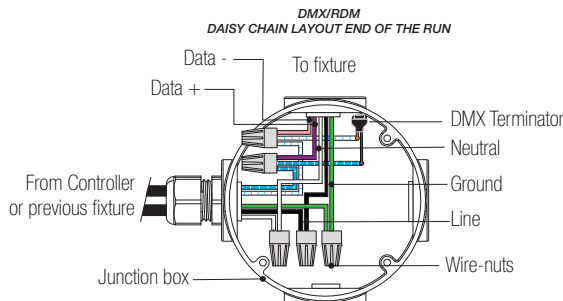 DMX/RDM
DAISY CHAIN LAYOUT END OF THE RUN
Data -
To fixture
Data +
DMX Terminator
Neutral
From Controller
or previous fixture
Ground
Line
Wire-nuts
Junction box